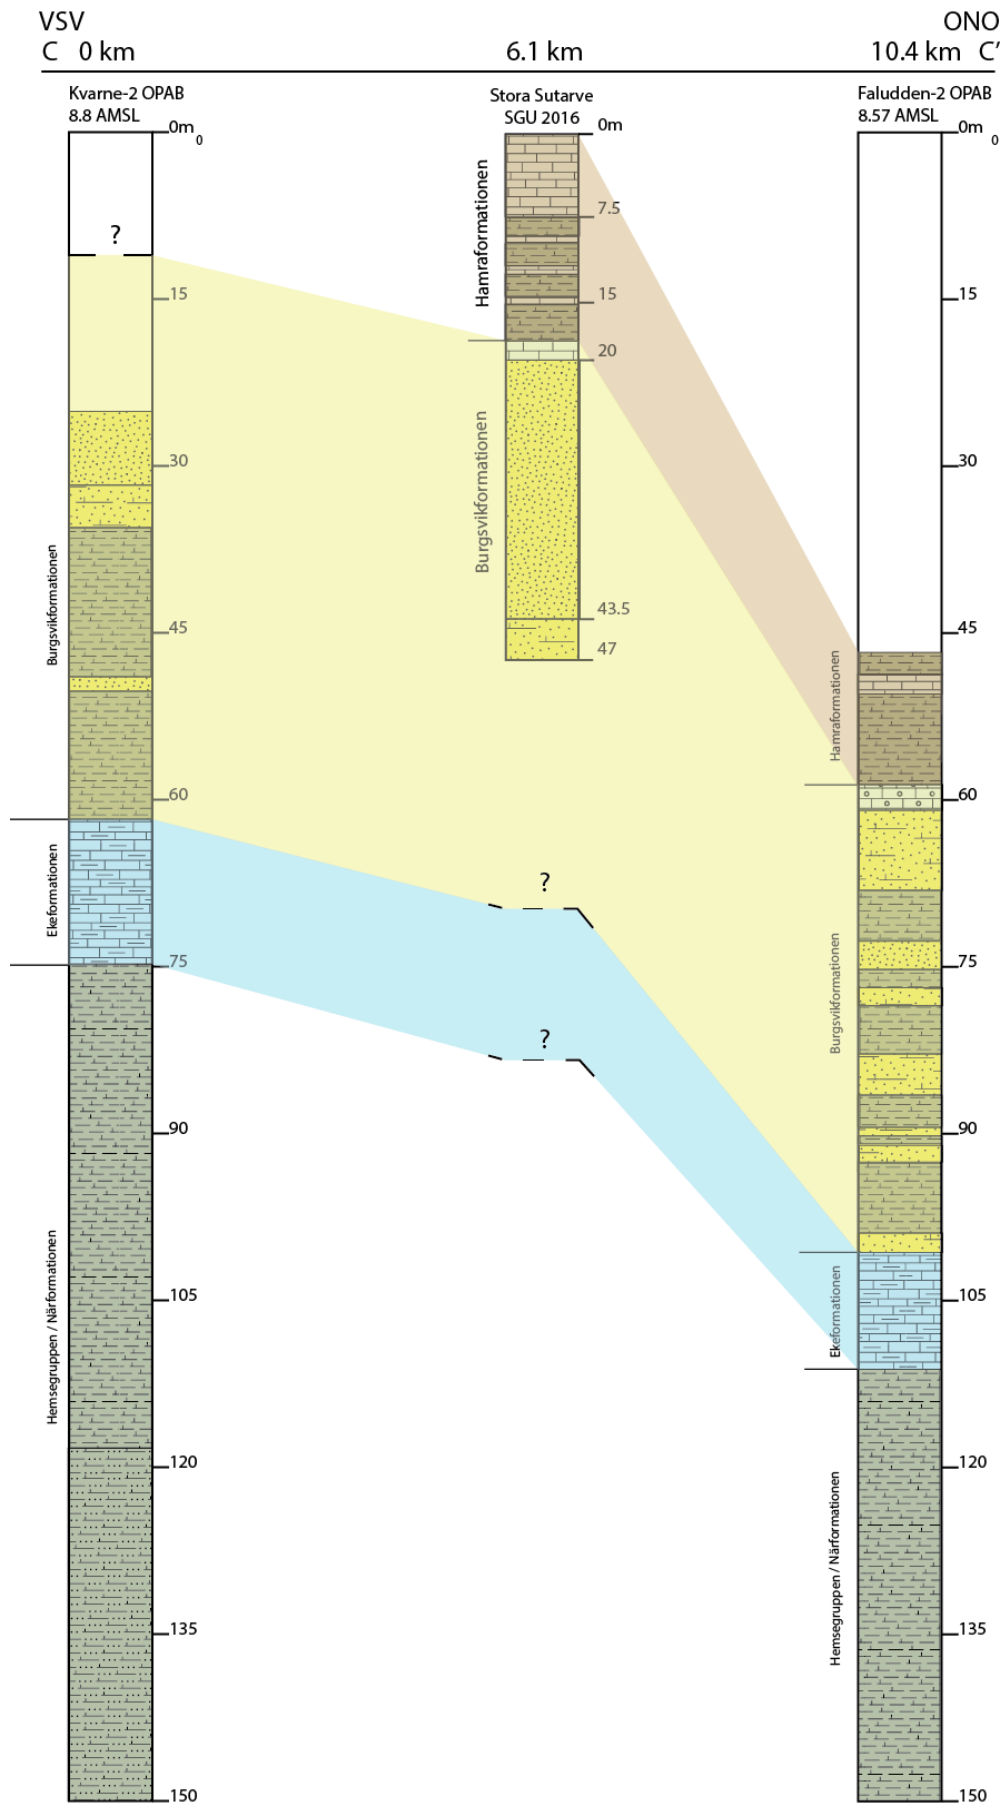 VSV
ONO
C 0 km
6.1 km
10.4 km C’
Kvarne-2 OPAB
8.8 AMSL
Stora Sutarve
SGU 2016
Faludden-2 OPAB
8.57 AMSL
0m
0
?
15
30
45
60
75
90
105
120
135
150
Burgsvikformationen
Ekeformationen
Hemsegruppen / Närformationen
0m
7.5
15
20
43.5
47
Hamraformationen
Burgsvikformationen
?
?
0m
0
15
30
45
60
75
90
105
120
135
150
Hamraformationen
Burgsvikformationen
Ekeformationen
Hemsegruppen / Närformationen